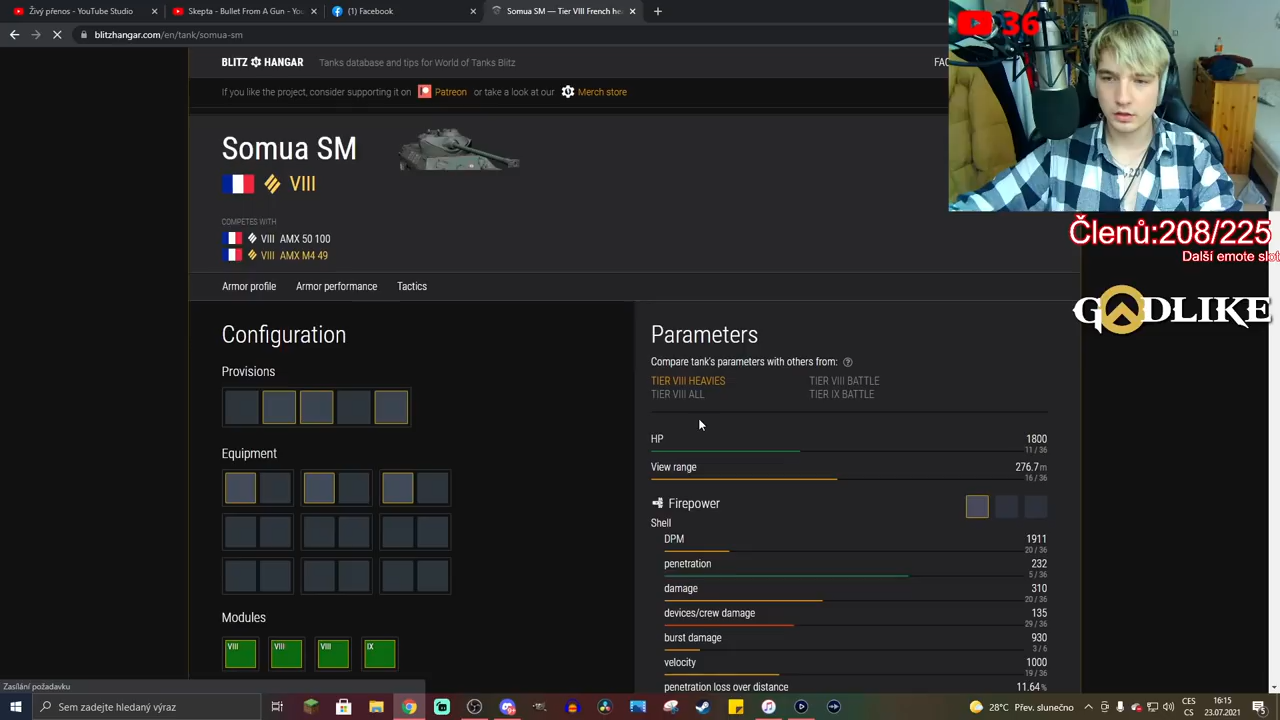 Živý přenos - YouTube Studio
Skepta - Bullet From A Gun -
Facebook
Somua SM — Tier VIII French he
36
blitzhangar.com/en/tank/somua-sm
BLITZ HANGAR
Tanks database and tips for World of Tanks Blitz
FA
If you like the project, consider supporting it on Patreon or take a look at our Merch store
Somua SM
VIII
COMPETES WITH
VIII AMX 50 100
VIII AMX M4 49
Členů:208/225
Další emote slot
GODLIKE
Armor profile Armor performance Tactics
Configuration
Provisions
Equipment
Modules
VIII VIII VIII IX
Parameters
Compare tank's parameters with others from:
TIER VIII HEAVIES TIER VIII BATTLE
TIER VIII ALL TIER IX BATTLE
HP 1800
11 / 36
View range 276.7 m
16 / 36
Firepower
Shell
DPM 1911
20 / 36
penetration 232
5 / 36
damage 310
20 / 36
devices/crew damage 135
29 / 36
burst damage 930
3 / 6
velocity 1000
19 / 36
penetration loss over distance 11.64%
Zasílání požadavku
Sem zadejte hledaný výraz
28°C Přev. slunečno
CES
CS
16:15
23.07.2021